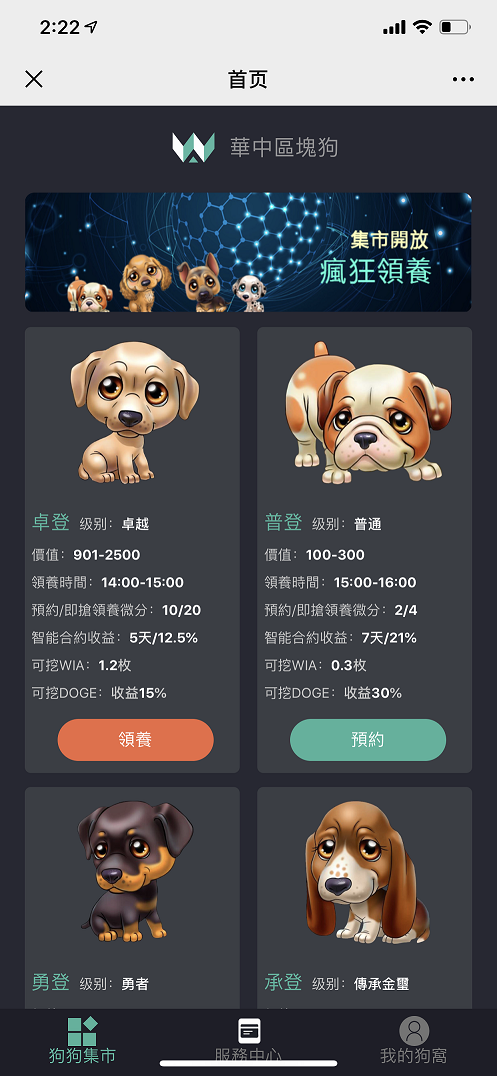 2:22
首页
華中區塊狗
集市開放
瘋狂領養
卓登 级别：卓越
價值：901-2500
領養時間：14:00-15:00
預約/即搶領養微分：10/20
智能合約收益：5天/12.5%
可挖WIA：1.2枚
可挖DOGE：收益15%
領養
普登 级别：普通
價值：100-300
領養時間：15:00-16:00
預約/即搶領養微分：2/4
智能合約收益：7天/21%
可挖WIA：0.3枚
可挖DOGE：收益30%
預約
勇登 级别：勇者
承登 级别：傳承金璽
狗狗集市
服務中心
我的狗窩